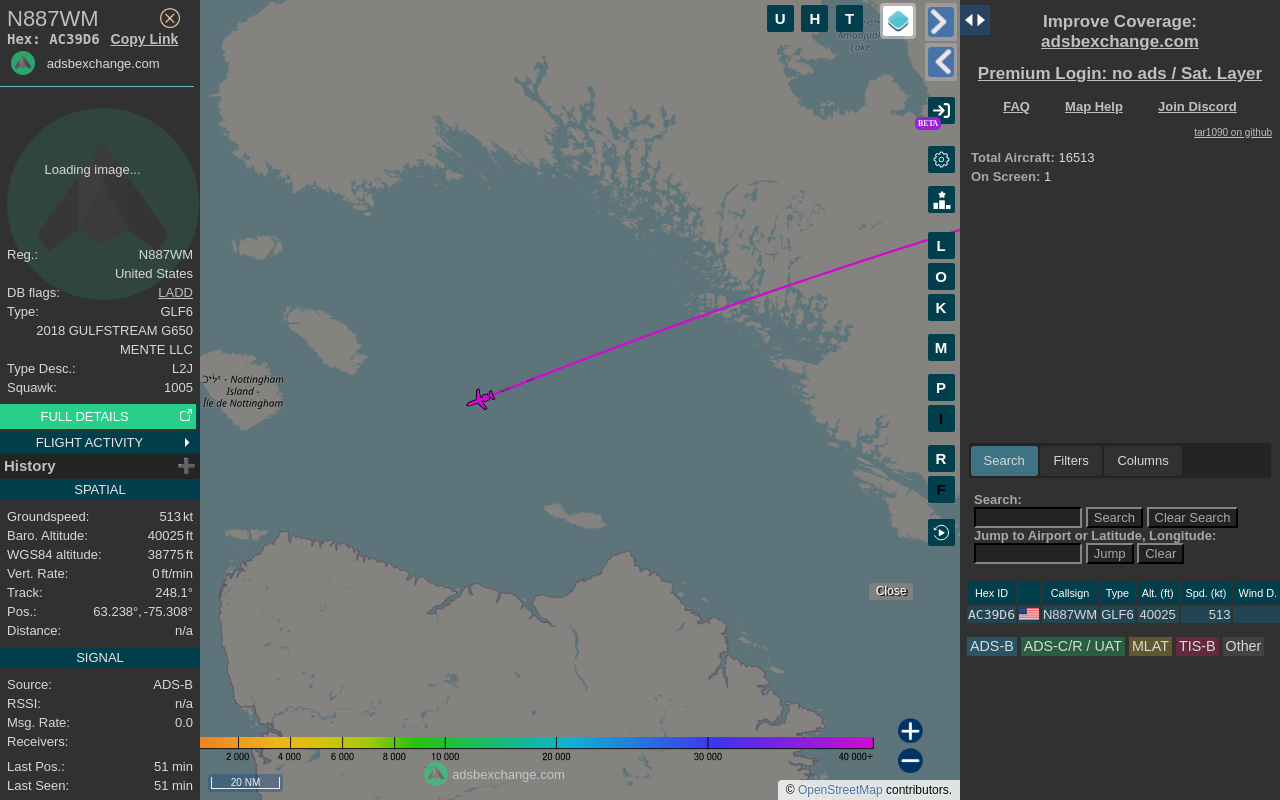 N887WM
Hex: AC39D6 Copy Link
adsbexchange.com
Loading image...
Reg.: N887WM
United States
DB flags: LADD
Type: GLF6
2018 GULFSTREAM G650
MENTE LLC
Type Desc.: L2J
Squawk: 1005
FULL DETAILS
FLIGHT ACTIVITY
History
SPATIAL
Groundspeed: 513 kt
Baro. Altitude: 40025 ft
WGS84 altitude: 38775 ft
Vert. Rate: 0 ft/min
Track: 248.1°
Pos.: 63.238°, -75.308°
Distance: n/a
SIGNAL
Source: ADS-B
RSSI: n/a
Msg. Rate: 0.0
Receivers:
Last Pos.: 51 min
Last Seen: 51 min
U H T
Amadjuak
Lake
BETA
L
O
K
M
P
I
R
F
- Nottingham
Island -
Île de Nottingham
Close
2 000 4 000 6 000 8 000 10 000 20 000 30 000 40 000+
adsbexchange.com
20 NM
© OpenStreetMap contributors.
Improve Coverage:
adsbexchange.com
Premium Login: no ads / Sat. Layer
FAQ Map Help Join Discord
tar1090 on github
Total Aircraft: 16513
On Screen: 1
Search Filters Columns
Search:
Search Clear Search
Jump to Airport or Latitude, Longitude:
Jump Clear
Hex ID Callsign Type Alt. (ft) Spd. (kt) Wind D.
AC39D6 N887WM GLF6 40025 513
ADS-B ADS-C/R / UAT MLAT TIS-B Other